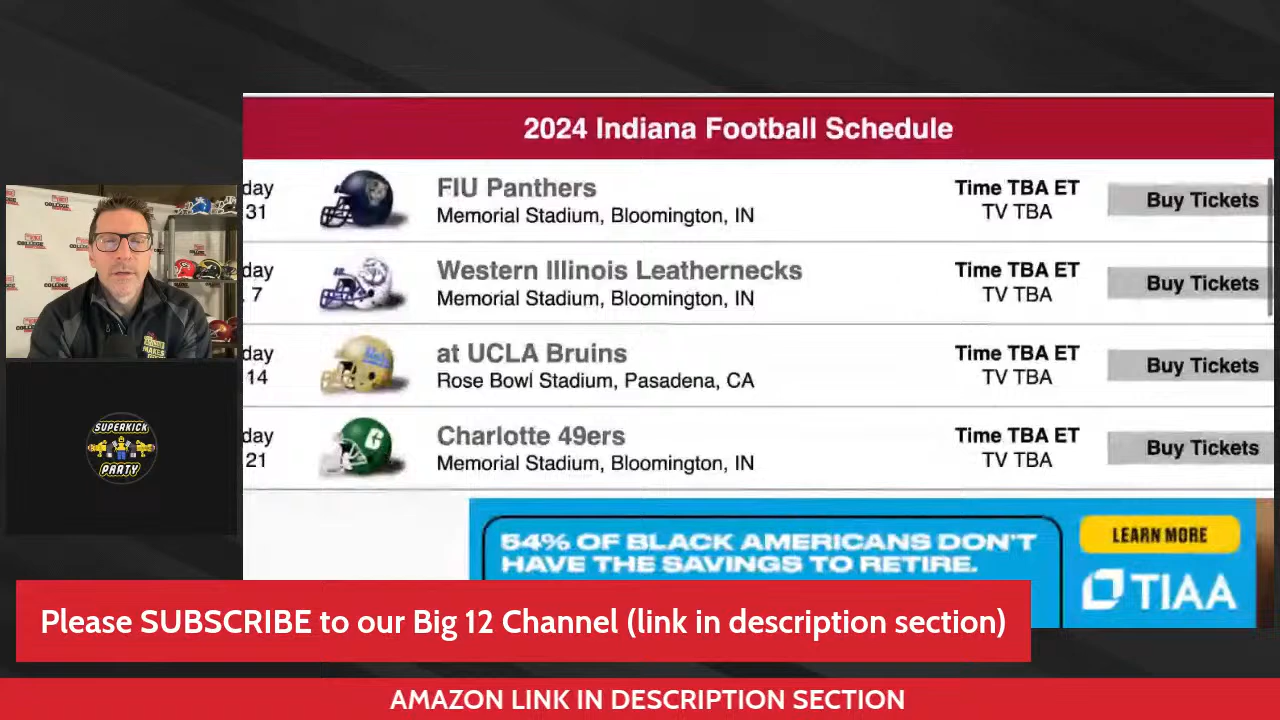 2024 Indiana Football Schedule
day
31
FIU Panthers
Memorial Stadium, Bloomington, IN
Time TBA ET
TV TBA
Buy Tickets
day
. 7
Western Illinois Leathernecks
Memorial Stadium, Bloomington, IN
Time TBA ET
TV TBA
Buy Tickets
day
14
at UCLA Bruins
Rose Bowl Stadium, Pasadena, CA
Time TBA ET
TV TBA
Buy Tickets
day
21
Charlotte 49ers
Memorial Stadium, Bloomington, IN
Time TBA ET
TV TBA
Buy Tickets
SUPERKICK
PARTY
54% OF BLACK AMERICANS DON'T
HAVE THE SAVINGS TO RETIRE.
LEARN MORE
TIAA
Please SUBSCRIBE to our Big 12 Channel (link in description section)
AMAZON LINK IN DESCRIPTION SECTION